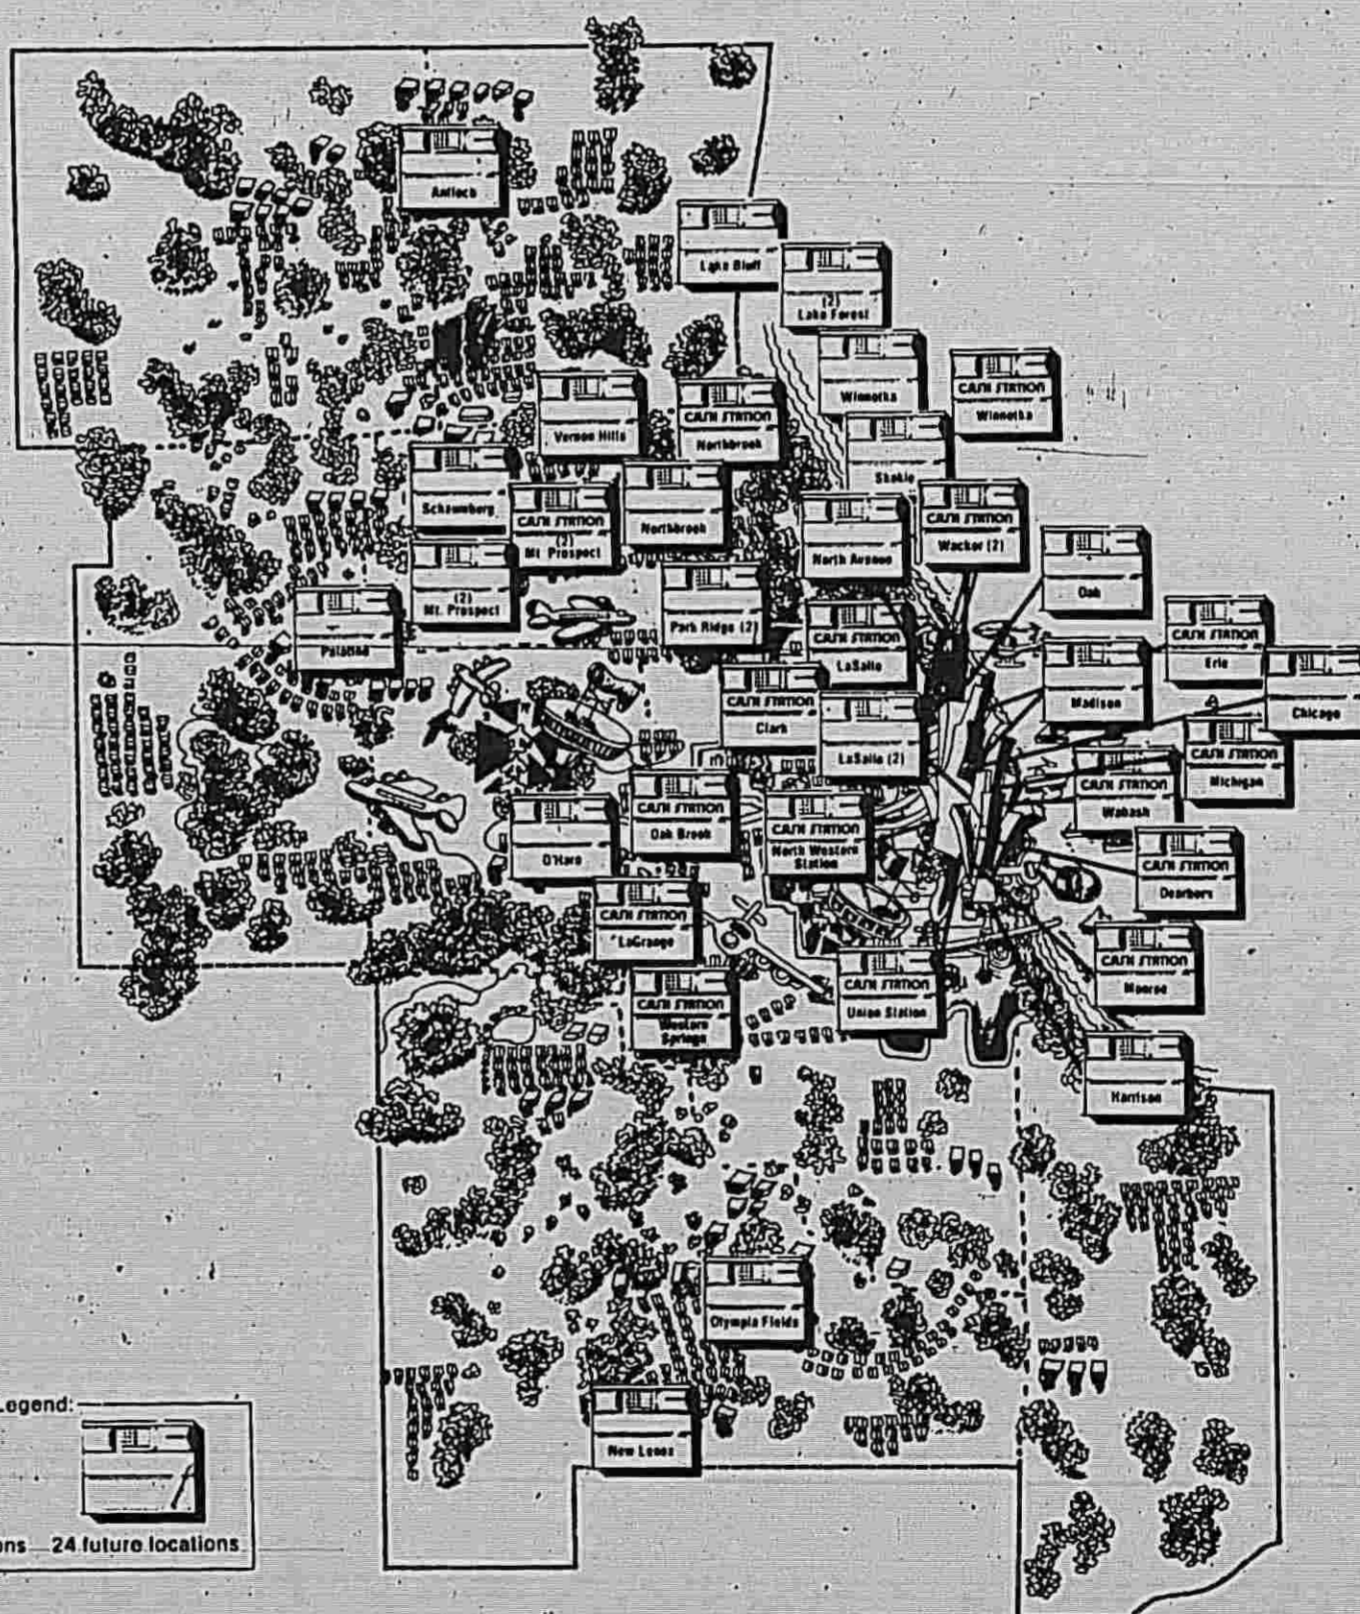 Antioch
Lake Bluff
(2)
Lake Forest
Winnetka
CASH STATION
Winnetka
Vernon Hills
CASH STATION
Northbrook
Skokie
Schaumburg
CASH STATION
(2)
Mt. Prospect
Northbrook
North Avenue
CASH STATION
Wacker (2)
Oak
(2)
Mt. Prospect
Palatine
Park Ridge (2)
CASH STATION
LaSalle
CASH STATION
Erie
Madison
Chicago
CASH STATION
Clark
LaSalle (2)
CASH STATION
Michigan
CASH STATION
Wabash
O'Hare
CASH STATION
Oak Brook
CASH STATION
North Western
Station
CASH STATION
Dearborn
CASH STATION
LaGrange
CASH STATION
Monroe
CASH STATION
Western
Springs
CASH STATION
Union Station
Harrison
Olympia Fields
New Lenox
Legend:
ons 24 future locations